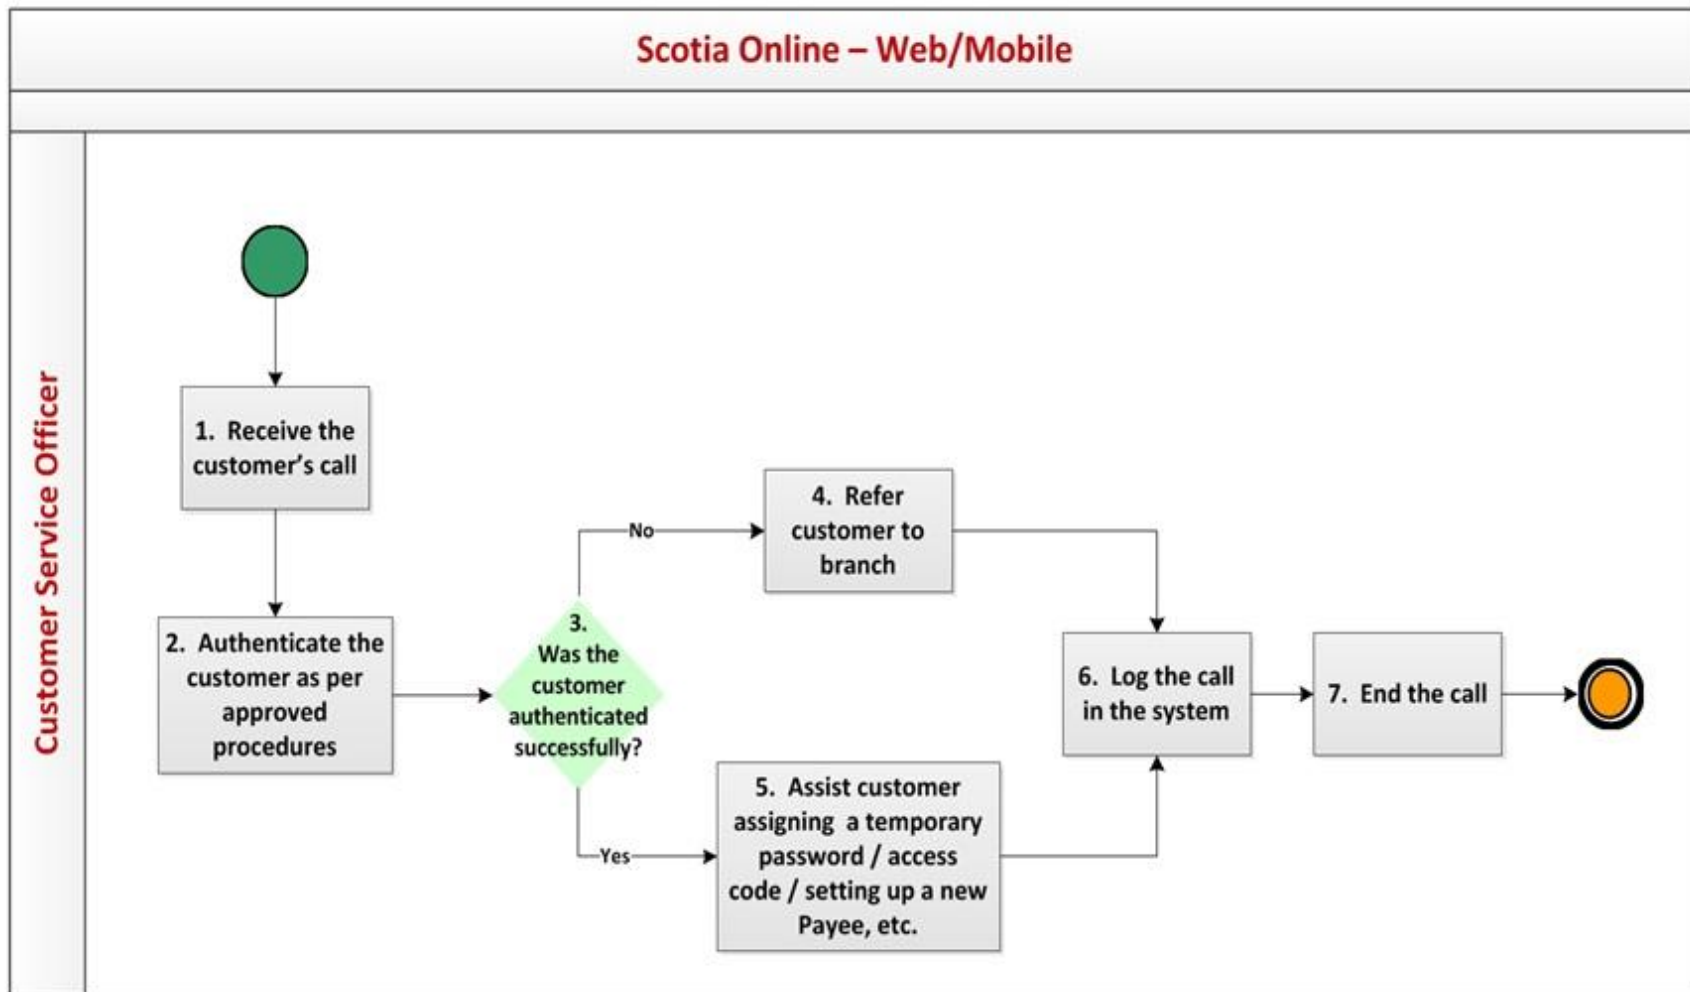 Scotia Online – Web/Mobile
Customer Service Officer
1. Receive the
customer’s call
2. Authenticate the
customer as per
approved
procedures
3.
Was the
customer
authenticated
successfully?
No
4. Refer
customer to
branch
Yes
5. Assist customer
assigning a temporary
password / access
code / setting up a new
Payee, etc.
6. Log the call
in the system
7. End the call